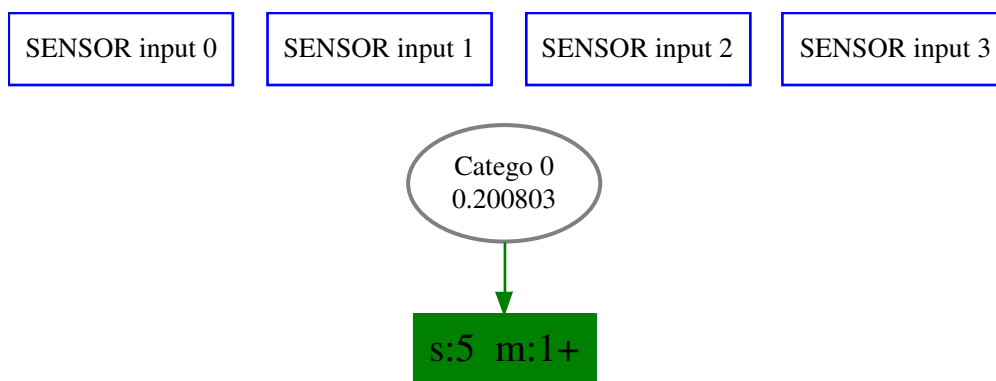 SENSOR input 0
SENSOR input 1
SENSOR input 2
SENSOR input 3
Catego 0
0.200803
s:5 m:1+